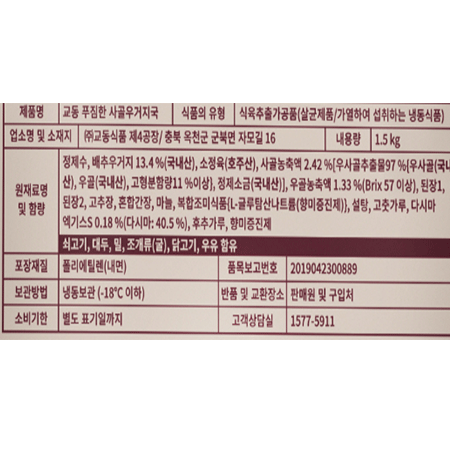 제품명 교동 푸짐한 사골우거지국 식품의 유형 식육추출가공품(살균제품/가열하여 섭취하는 냉동식품)
업소명 및 소재지 ㈜교동식품 제4공장/ 충북 옥천군 군북면 자모길 16 내용량 1.5 kg
원재료명 및 함량
정제수, 배추우거지 13.4 %(국내산), 소정육(호주산), 사골농축액 2.42 %[우사골추출물97 %{우사골(국내
산), 우골(국내산), 고형분함량11 %이상}, 정제소금(국내산)], 우골농축액 1.33 %(Brix 57 이상), 된장1,
된장2, 고추장, 혼합간장, 마늘, 복합조미식품{L-글루탐산나트륨(향미증진제)}, 설탕, 고춧가루, 다시마
엑기스S 0.18 %(다시마: 40.5 %), 후추가루, 향미증진제
쇠고기, 대두, 밀, 조개류(굴), 닭고기, 우유 함유
포장재질 폴리에틸렌(내면) 품목보고번호 2019042300889
보관방법 냉동보관 (-18℃ 이하) 반품 및 교환장소 판매원 및 구입처
소비기한 별도 표기일까지 고객상담실 1577-5911